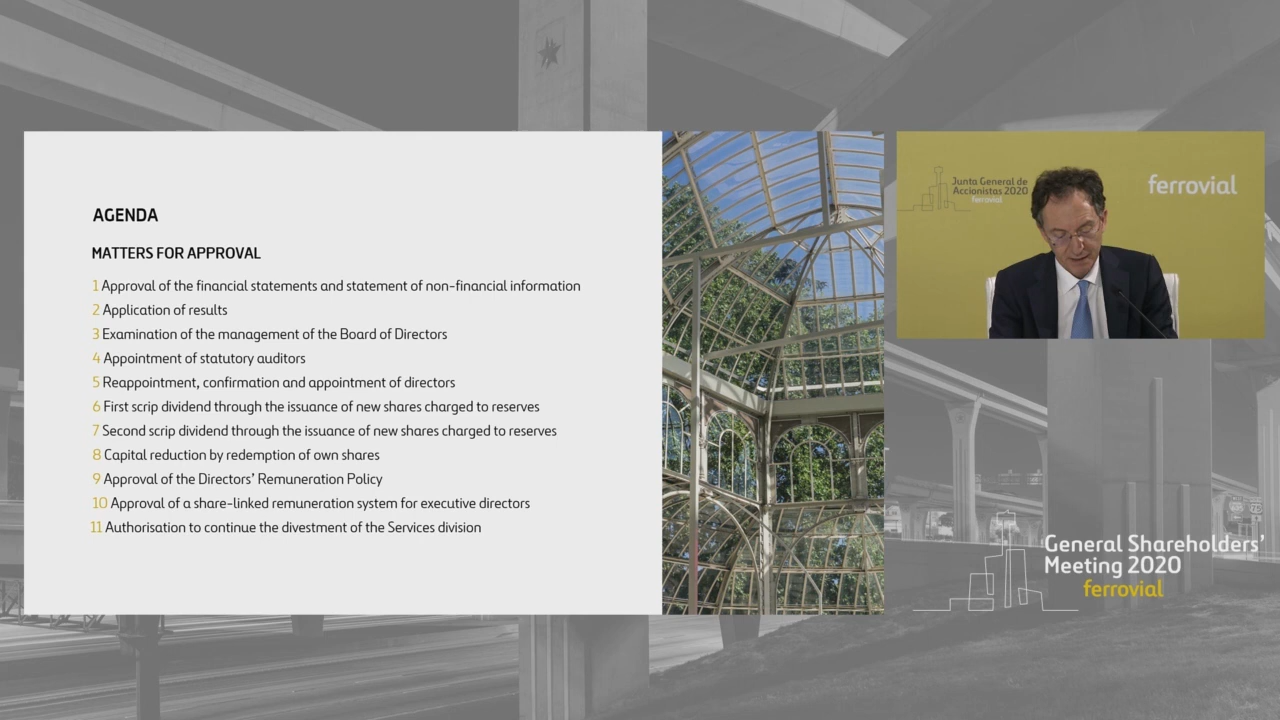 AGENDA
MATTERS FOR APPROVAL
1 Approval of the financial statements and statement of non-financial information
2 Application of results
3 Examination of the management of the Board of Directors
4 Appointment of statutory auditors
5 Reappointment, confirmation and appointment of directors
6 First scrip dividend through the issuance of new shares charged to reserves
7 Second scrip dividend through the issuance of new shares charged to reserves
8 Capital reduction by redemption of own shares
9 Approval of the Directors' Remuneration Policy
10 Approval of a share-linked remuneration system for executive directors
11 Authorisation to continue the divestment of the Services division
Junta General de
Accionistas 2020
ferrovial
ferrovial
General Shareholders'
Meeting 2020
ferrovial